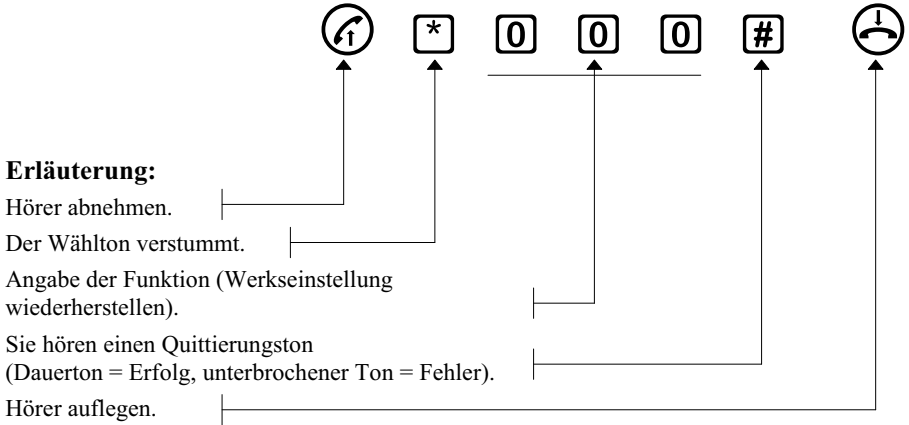 * 0 0 0 #
Erläuterung:
Hörer abnehmen.
Der Wählton verstummt.
Angabe der Funktion (Werkseinstellung
wiederherstellen).
Sie hören einen Quittierungston
(Dauerton = Erfolg, unterbrochener Ton = Fehler).
Hörer auflegen.